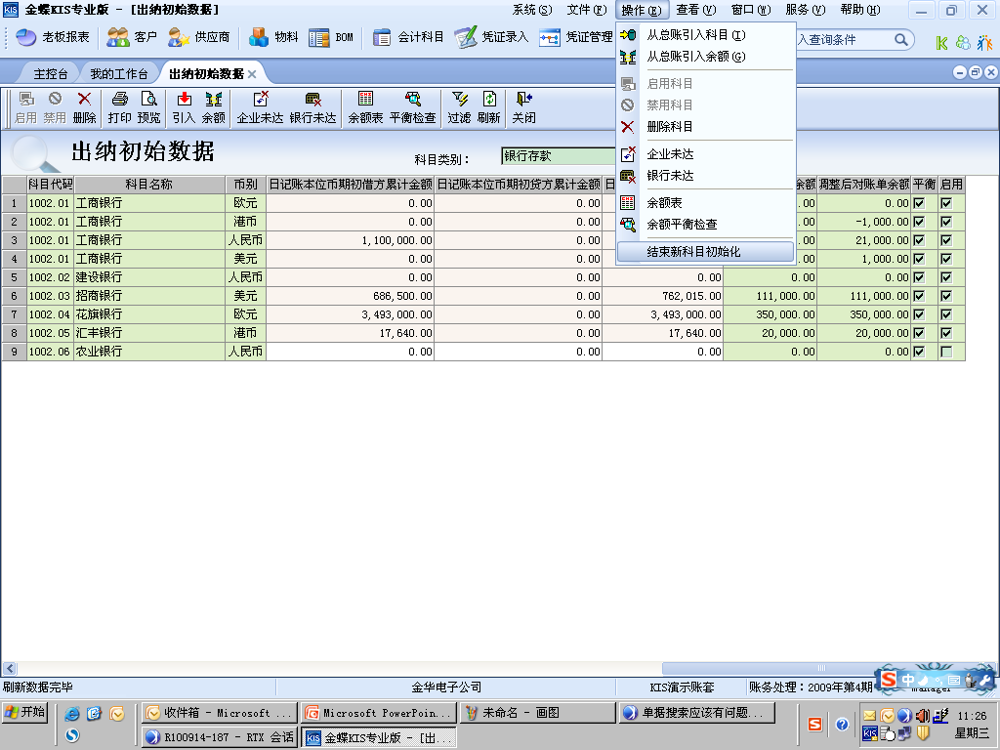 金蝶KIS专业版 - [出纳初始数据]
系统(S) 文件(F) 操作(E) 查看(V) 窗口(W) 服务(V) 帮助(H)
老板报表 客户 供应商 物料 BOM 会计科目 凭证录入 凭证管理 入查询条件
主控台 我的工作台 出纳初始数据
启用 禁用 删除 打印 预览 引入 余额 企业未达 银行未达 余额表 平衡检查 过滤 刷新 关闭
从总账引入科目(I)
从总账引入余额(G)
启用科目
禁用科目
删除科目
企业未达
银行未达
余额表
余额平衡检查
结束新科目初始化
出纳初始数据
科目类别: 银行存款
科目代码 科目名称 币别 日记账本位币期初借方累计金额 日记账本位币期初贷方累计金额 日 余额 调整后对账单余额 平衡 启用
1 1002.01 工商银行 欧元 0.00 0.00 .00 0.00
2 1002.01 工商银行 港币 0.00 0.00 .00 -1,000.00
3 1002.01 工商银行 人民币 1,100,000.00 0.00 .00 21,000.00
4 1002.01 工商银行 美元 0.00 0.00 .00 1,000.00
5 1002.02 建设银行 人民币 0.00 0.00 0.00 0.00 0.00
6 1002.03 招商银行 美元 686,500.00 0.00 762,015.00 111,000.00 111,000.00
7 1002.04 花旗银行 欧元 3,493,000.00 0.00 3,493,000.00 350,000.00 350,000.00
8 1002.05 汇丰银行 港币 17,640.00 0.00 17,640.00 20,000.00 20,000.00
9 1002.06 农业银行 人民币 0.00 0.00 0.00 0.00 0.00
刷新数据完毕 金华电子公司 KIS演示账套 账务处理:2009年第4期 manager
中
开始 收件箱 - Microsoft ... Microsoft PowerPoin... 未命名 - 画图 单据搜索应该有问题... 11:26
R100914-187 - RTX 会话 金蝶KIS专业版 - [出... 星期三